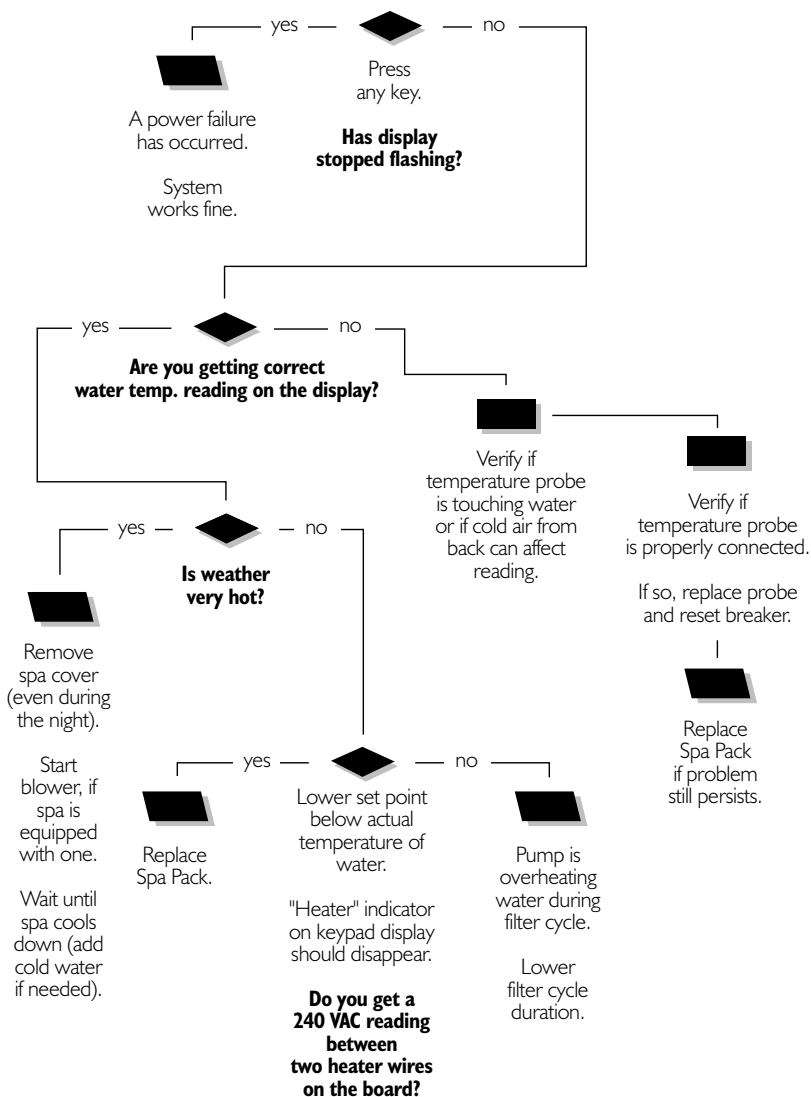 yes
no
Press
any key.
Has display
stopped flashing?
A power failure
has occurred.
System
works fine.
yes
no
Are you getting correct
water temp. reading on the display?
Verify if
temperature probe
is touching water
or if cold air from
back can affect
reading.
Verify if
temperature probe
is properly connected.
If so, replace probe
and reset breaker.
Replace
Spa Pack
if problem
still persists.
yes
no
Is weather
very hot?
Remove
spa cover
(even during
the night).
Start
blower, if
spa is
equipped
with one.
Wait until
spa cools
down (add
cold water
if needed).
yes
no
Replace
Spa Pack.
Lower set point
below actual
temperature of
water.
"Heater" indicator
on keypad display
should disappear.
Do you get a
240 VAC reading
between
two heater wires
on the board?
Pump is
overheating
water during
filter cycle.
Lower
filter cycle
duration.